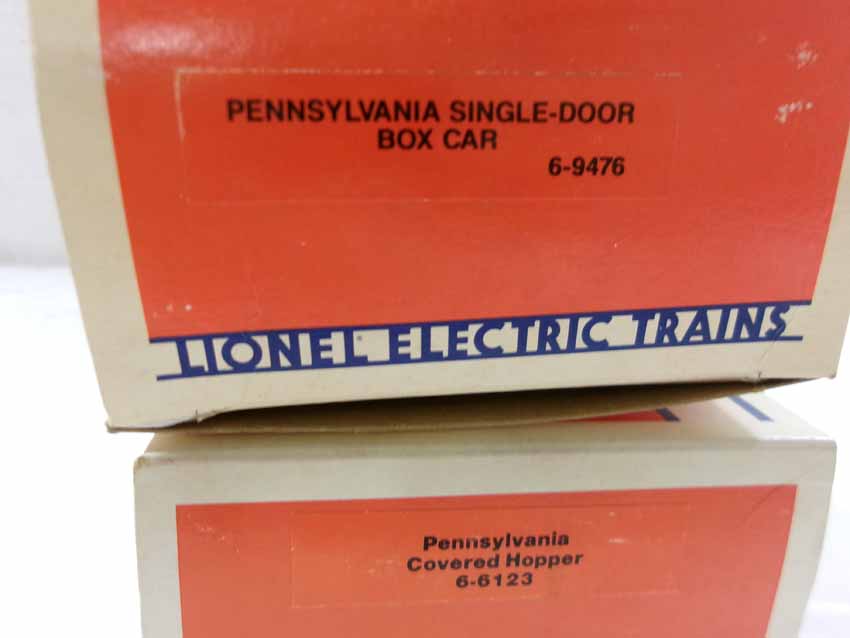 PENNSYLVANIA SINGLE-DOOR
BOX CAR
6-9476
LIONEL ELECTRIC TRAINS
Pennsylvania
Covered Hopper
6-6123